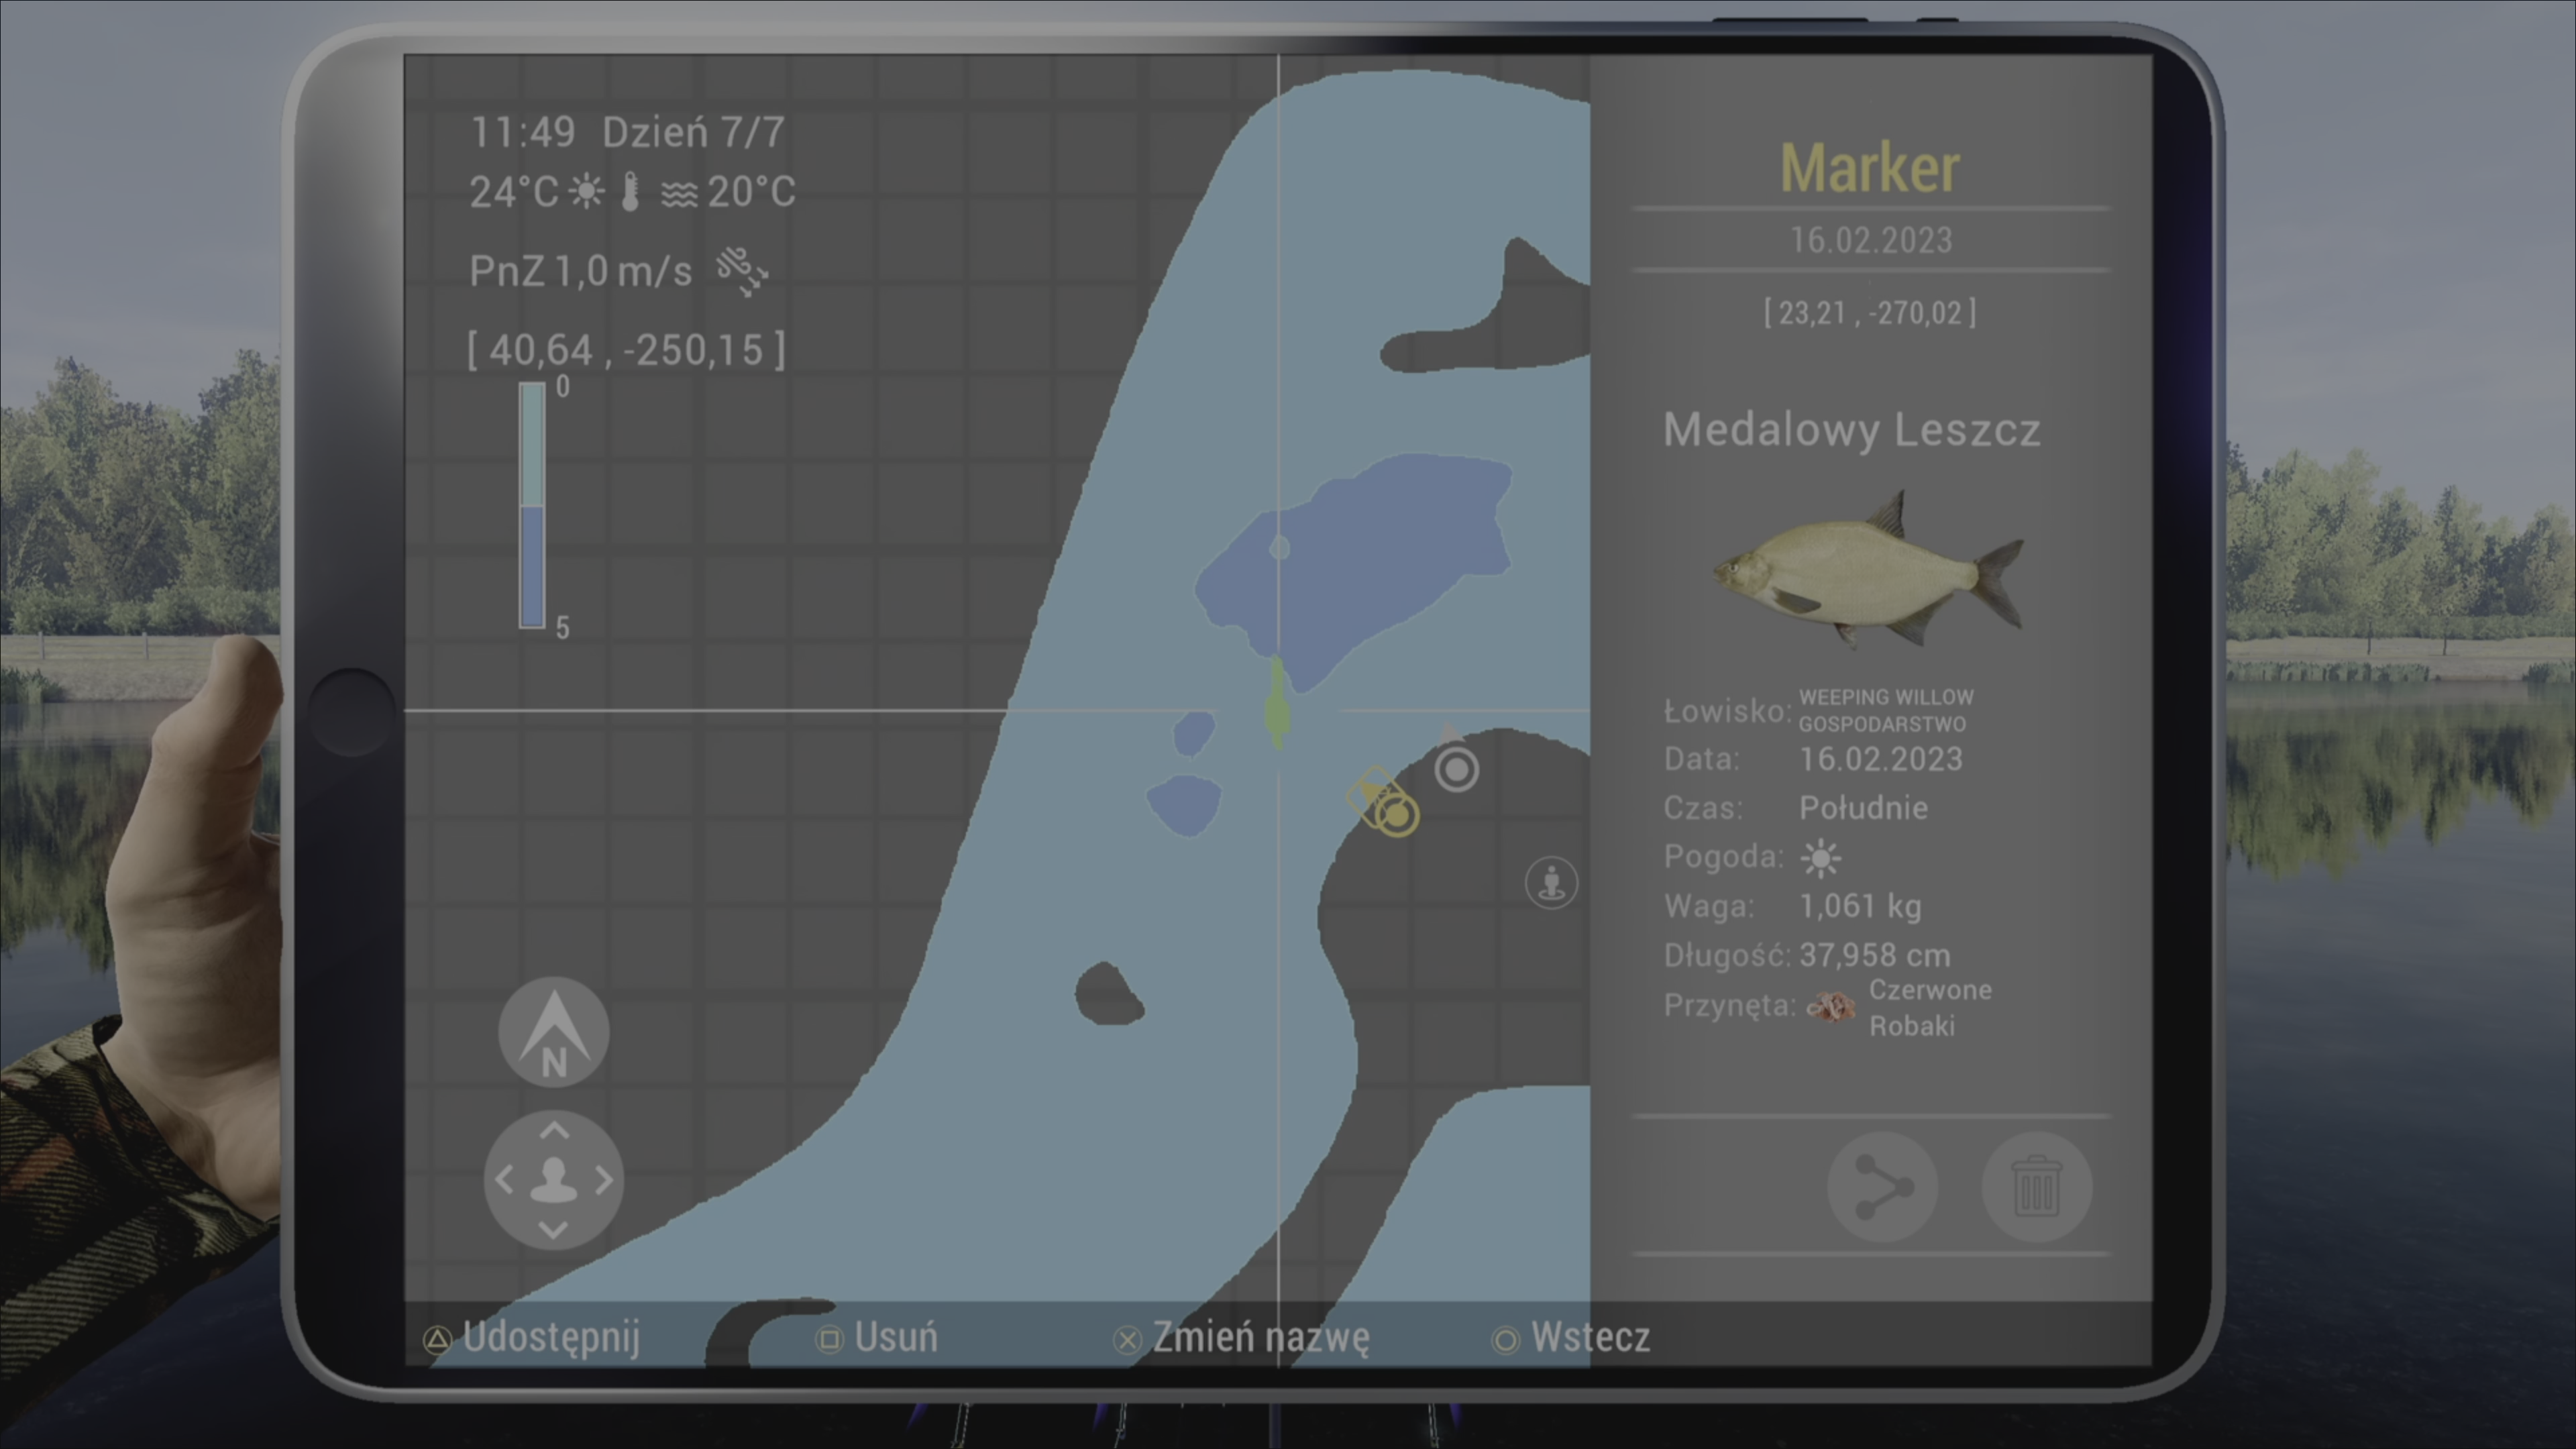 11:49 Dzień 7/7
24°C 20°C
PnZ 1,0 m/s
[ 40,64 , -250,15 ]
0
5
N
Marker
16.02.2023
[ 23,21 , -270,02 ]
Medalowy Leszcz
Łowisko: WEEPING WILLOW
GOSPODARSTWO
Data: 16.02.2023
Czas: Południe
Pogoda:
Waga: 1,061 kg
Długość: 37,958 cm
Przynęta: Czerwone
Robaki
Udostępnij Usuń Zmień nazwę Wstecz